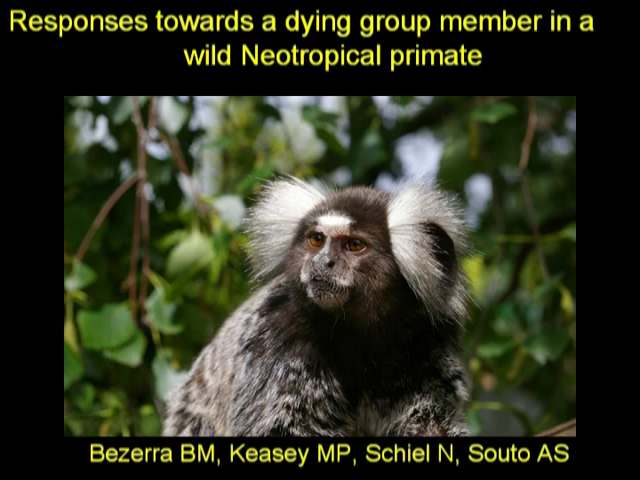 Responses towards a dying group member in a
wild Neotropical primate
Bezerra BM, Keasey MP, Schiel N, Souto AS